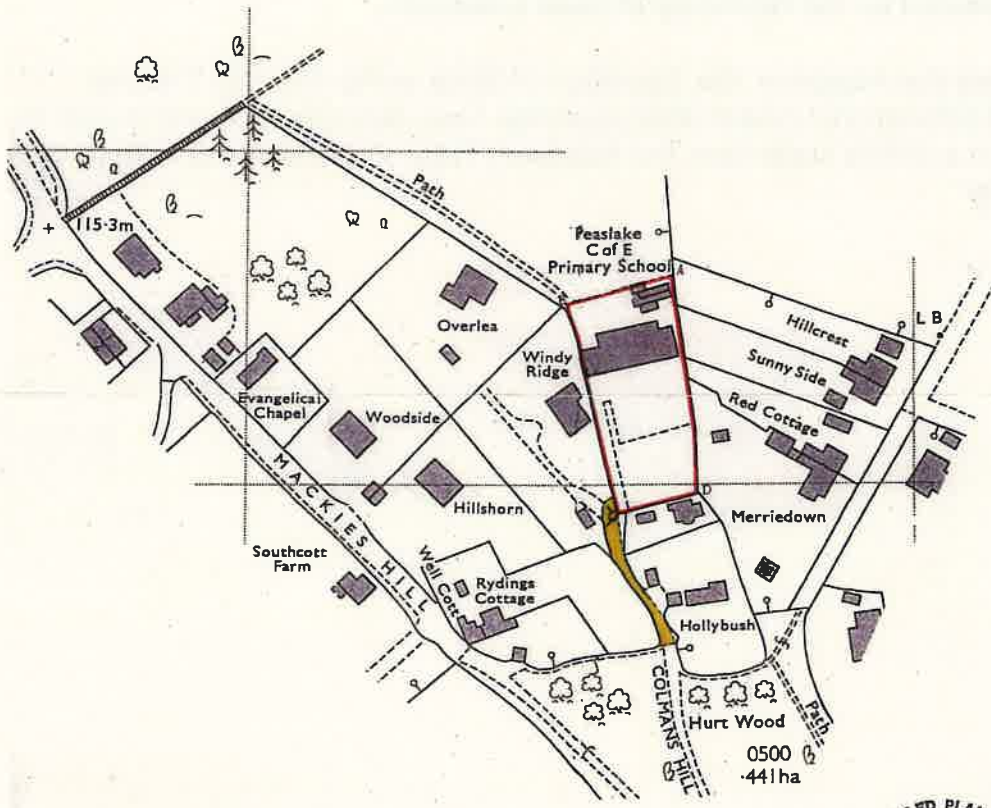 115·3m
Path
Peaslake
C of E
Primary School
A
Overlea
Windy
Ridge
Hillcrest
L B
Sunny Side
Red Cottage
Evangelical
Chapel
Woodside
MACKIES HILL
Hillshorn
D
Merriedown
Southcott
Farm
Well Cott
Rydings
Cottage
Hollybush
COLMANS HILL
Hurt Wood
Path
0500
·441ha